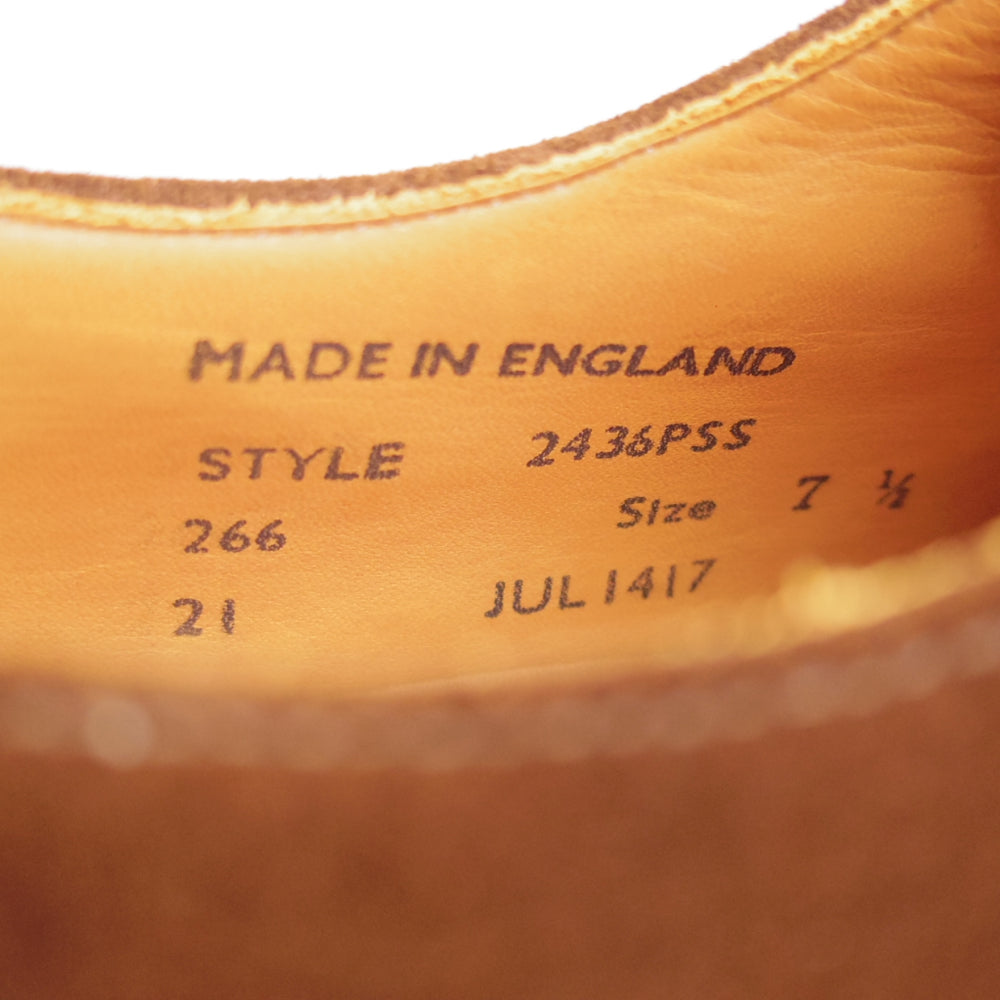 MADE IN ENGLAND
STYLE 2436PSS
266 Size 7 ½
21 JUL 1417